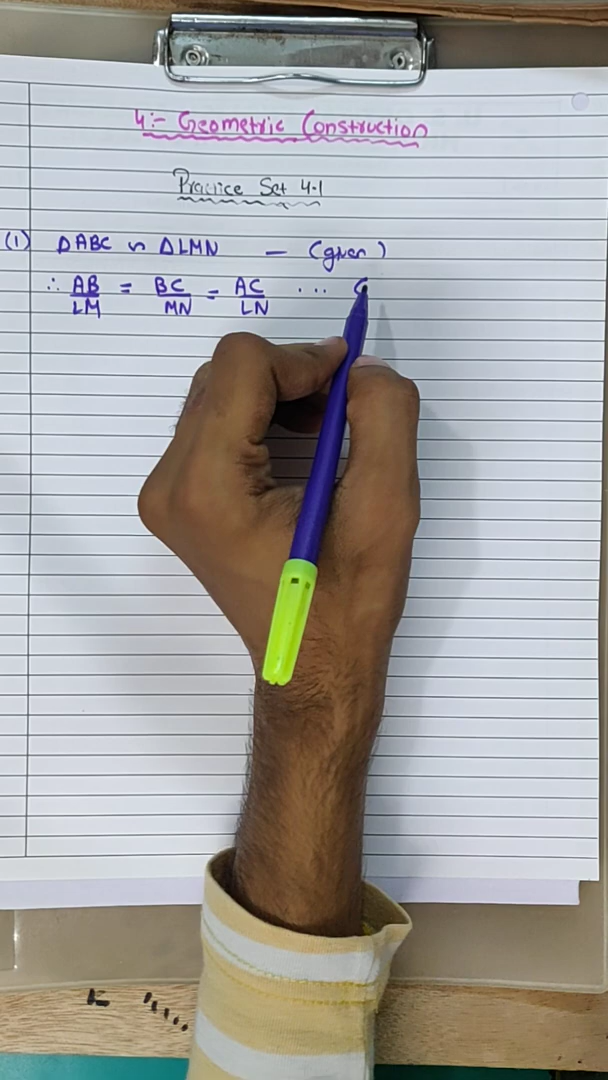 4:- Geometric Construction
Practice Set 4.1
(1) ΔABC ∼ ΔLMN — (given)
∴ AB/LM = BC/MN = AC/LN ... C